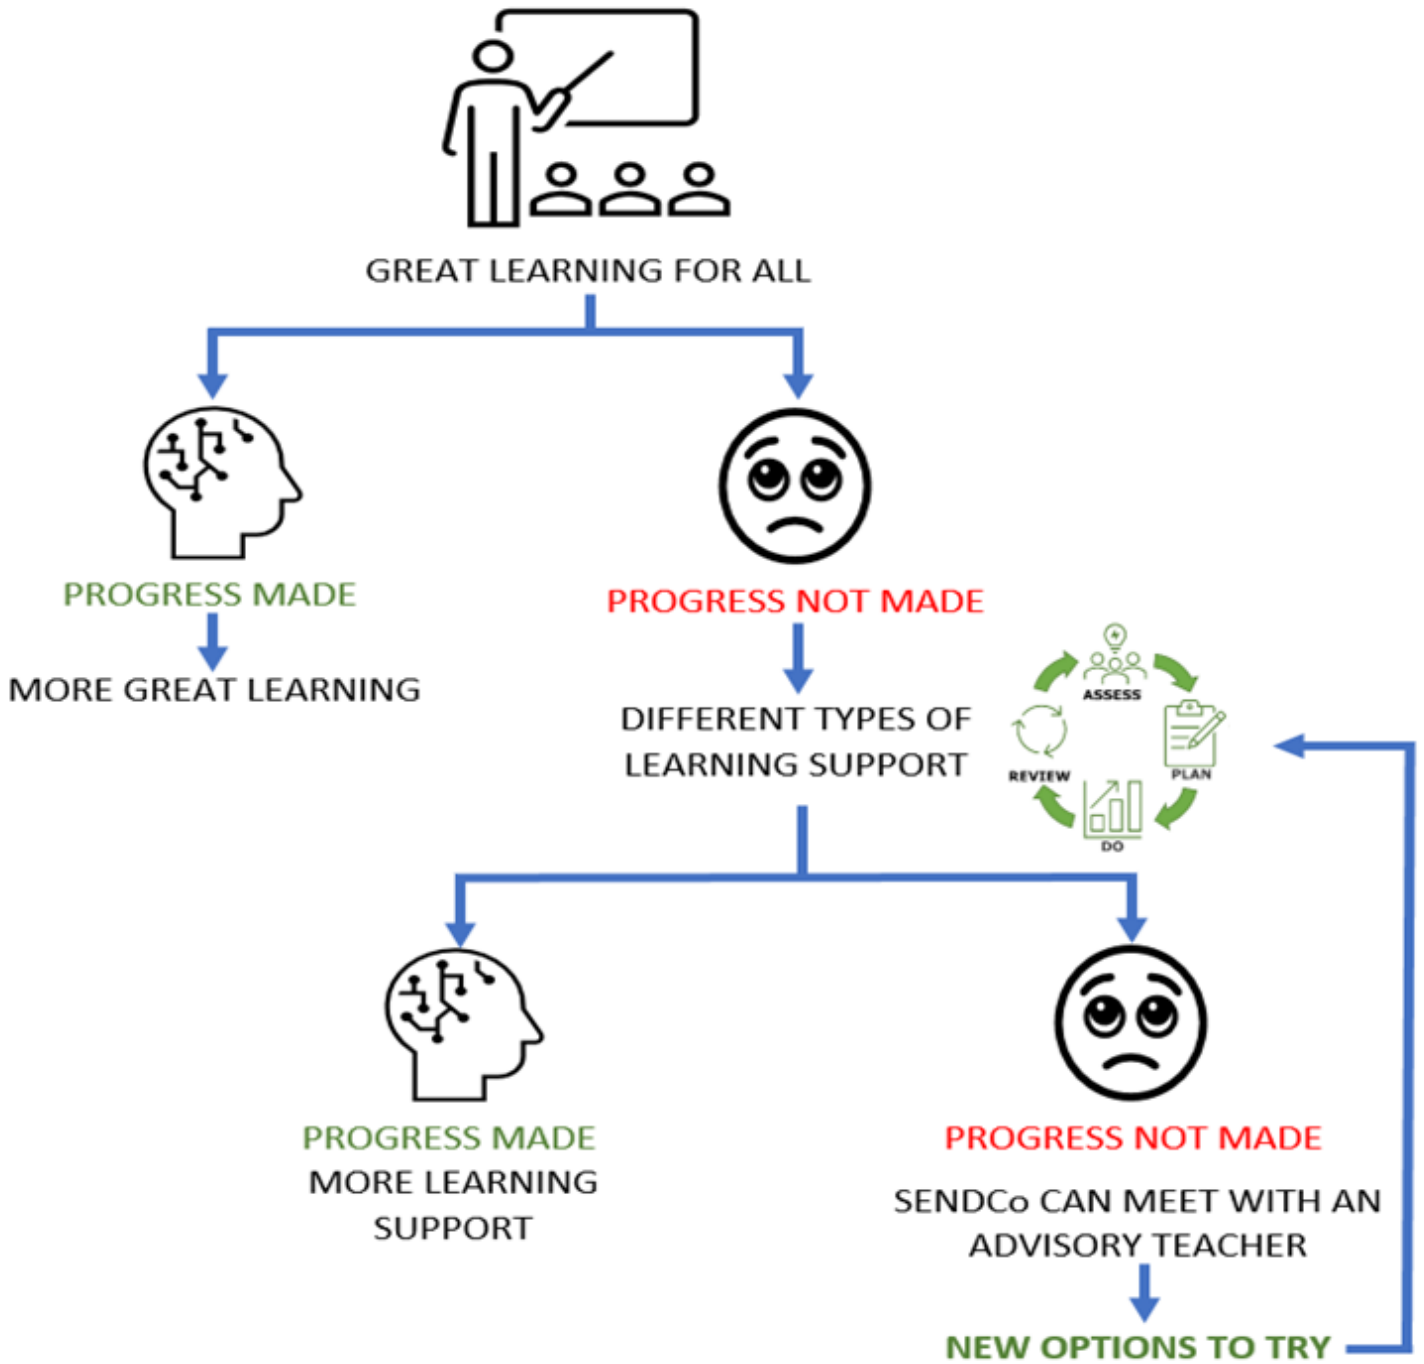 GREAT LEARNING FOR ALL
PROGRESS MADE
MORE GREAT LEARNING
PROGRESS NOT MADE
DIFFERENT TYPES OF
LEARNING SUPPORT
ASSESS
PLAN
DO
REVIEW
PROGRESS MADE
MORE LEARNING
SUPPORT
PROGRESS NOT MADE
SENDCo CAN MEET WITH AN
ADVISORY TEACHER
NEW OPTIONS TO TRY